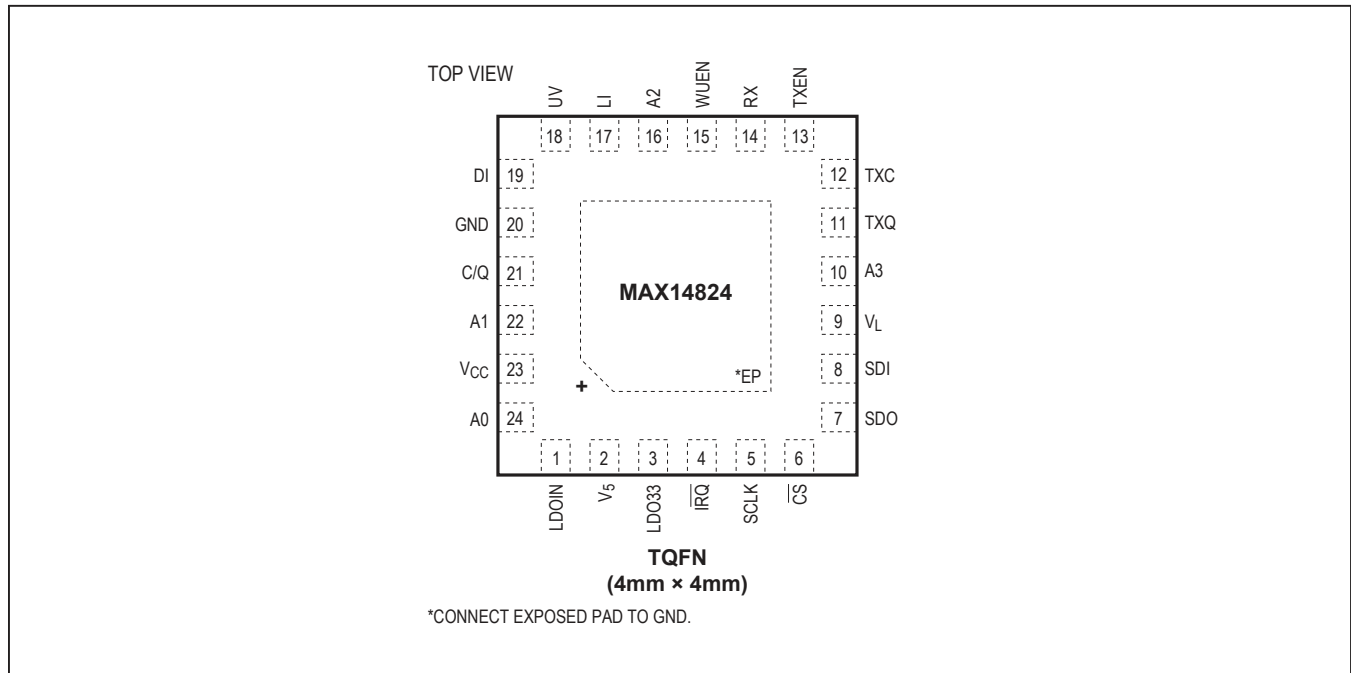 TOP VIEW
UV LI A2 WUEN RX TXEN
18 17 16 15 14 13
DI 19 12 TXC
GND 20 11 TXQ
C/Q 21 10 A3
MAX14824
A1 22 9 VL
VCC 23 8 SDI
*EP
+
A0 24 7 SDO
1 2 3 4 5 6
LDOIN V5 LDO33 I̅R̅Q̅ SCLK C̅S̅
TQFN
(4mm × 4mm)
*CONNECT EXPOSED PAD TO GND.